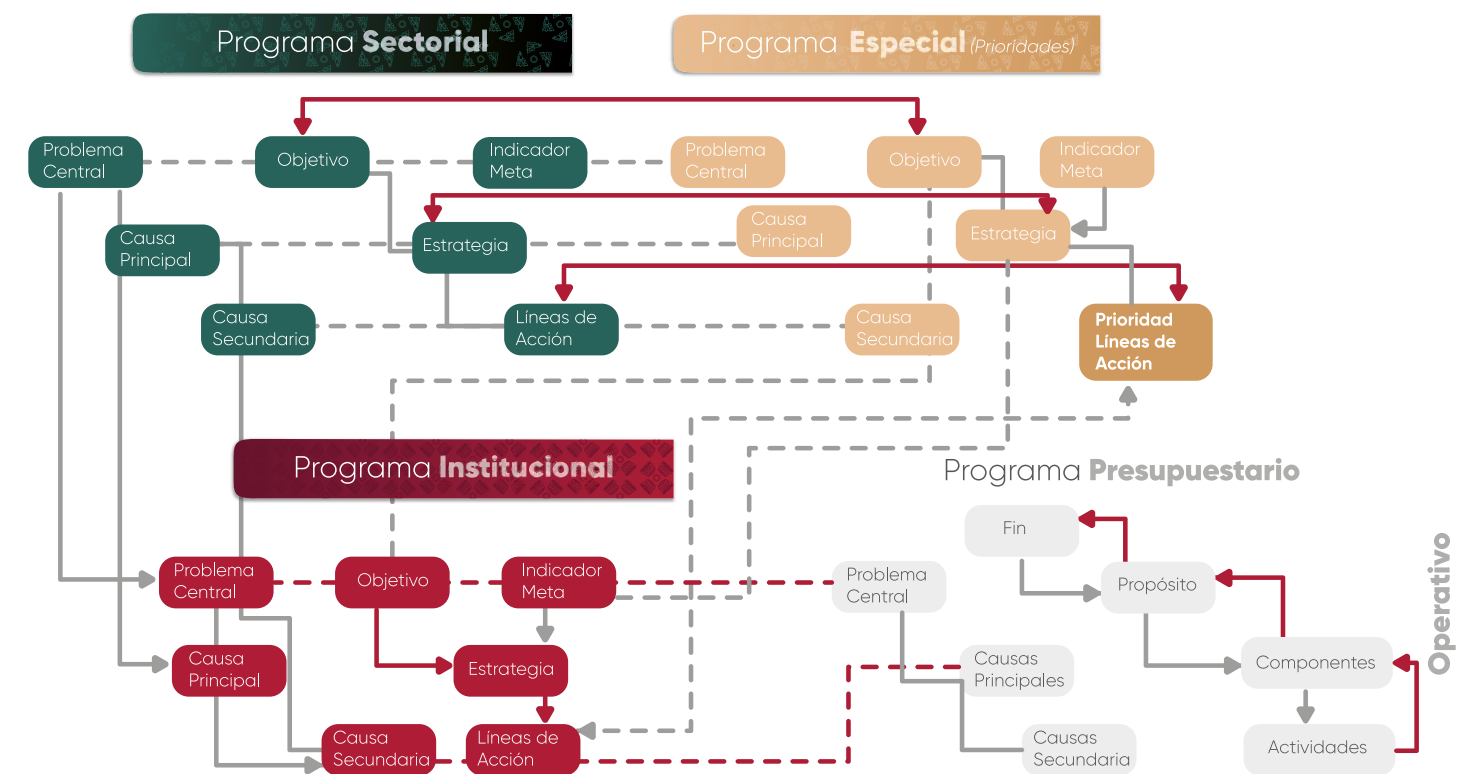 Programa Sectorial
Programa Especial (Prioridades)
Problema
Central
Objetivo
Indicador
Meta
Problema
Central
Objetivo
Indicador
Meta
Causa
Principal
Estrategia
Causa
Principal
Estrategia
Causa
Secundaria
Líneas de
Acción
Causa
Secundaria
Prioridad
Líneas de
Acción
Programa Institucional
Programa Presupuestario
Fin
Problema
Central
Objetivo
Indicador
Meta
Problema
Central
Propósito
Operativo
Causa
Principal
Estrategia
Causas
Principales
Componentes
Causa
Secundaria
Líneas de
Acción
Causas
Secundaria
Actividades